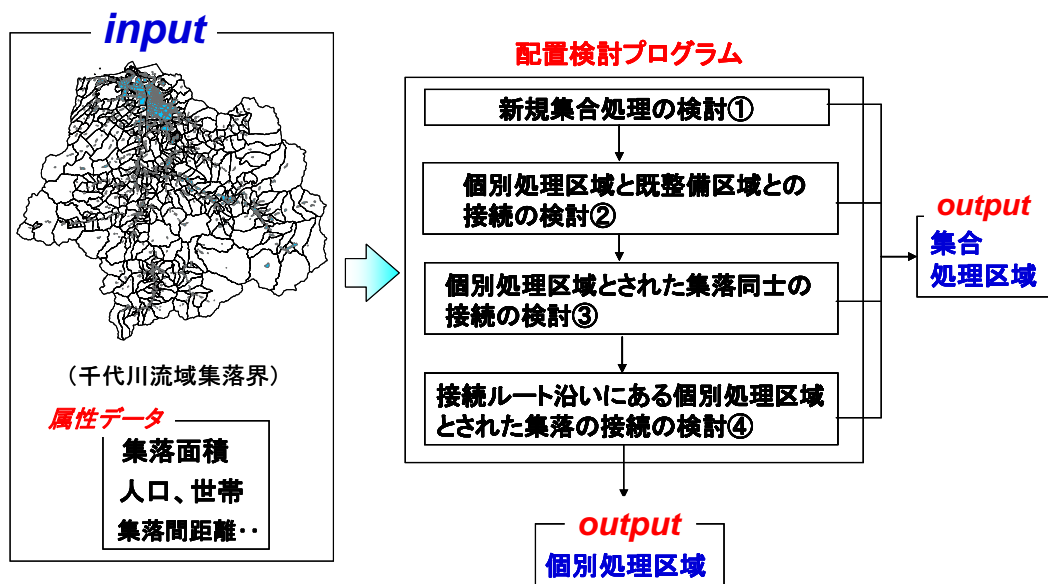 input
(千代川流域集落界)
属性データ
集落面積
人口、世帯
集落間距離‥
配置検討プログラム
新規集合処理の検討①
個別処理区域と既整備区域との
接続の検討②
個別処理区域とされた集落同士の
接続の検討③
接続ルート沿いにある個別処理区域
とされた集落の接続の検討④
output
集合
処理区域
output
個別処理区域